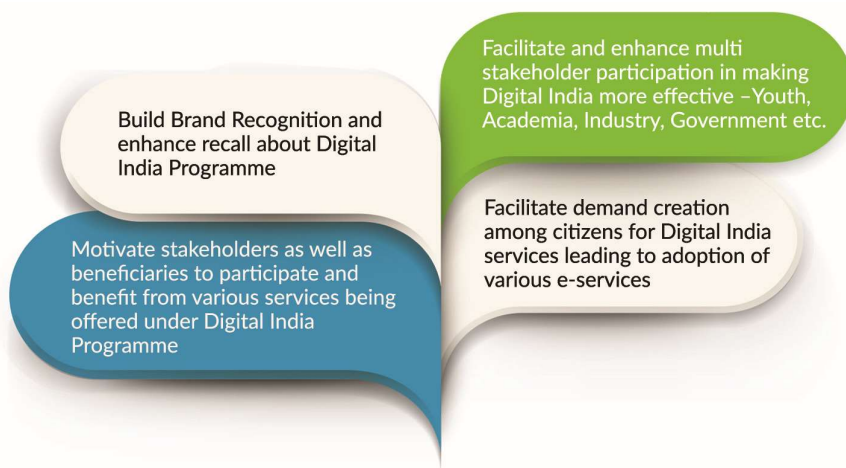 Facilitate and enhance multi
stakeholder participation in making
Digital India more effective –Youth,
Academia, Industry, Government etc.
Build Brand Recognition and
enhance recall about Digital
India Programme
Facilitate demand creation
among citizens for Digital India
services leading to adoption of
various e-services
Motivate stakeholders as well as
beneficiaries to participate and
benefit from various services being
offered under Digital India
Programme